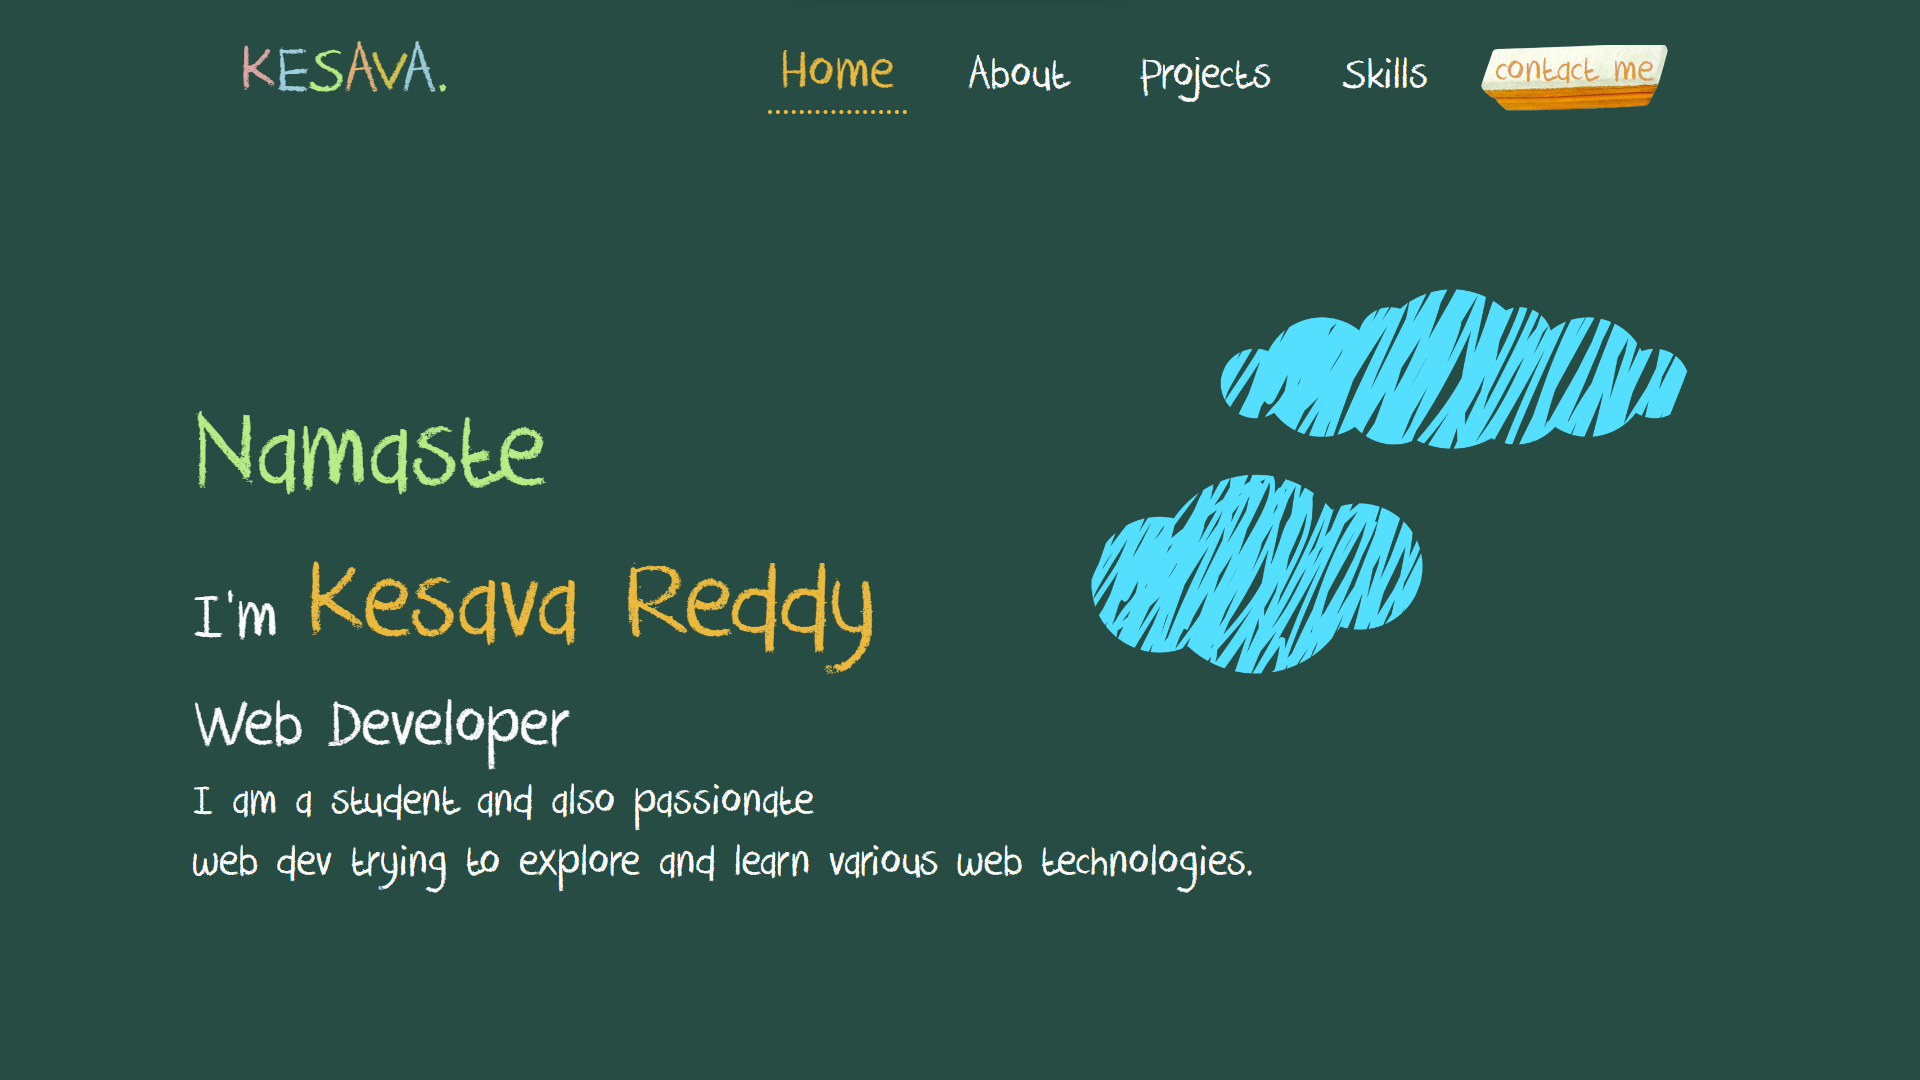 KESAVA.
Home About Projects Skills contact me
Namaste
I'm Kesava Reddy
Web Developer
I am a student and also passionate
web dev trying to explore and learn various web technologies.